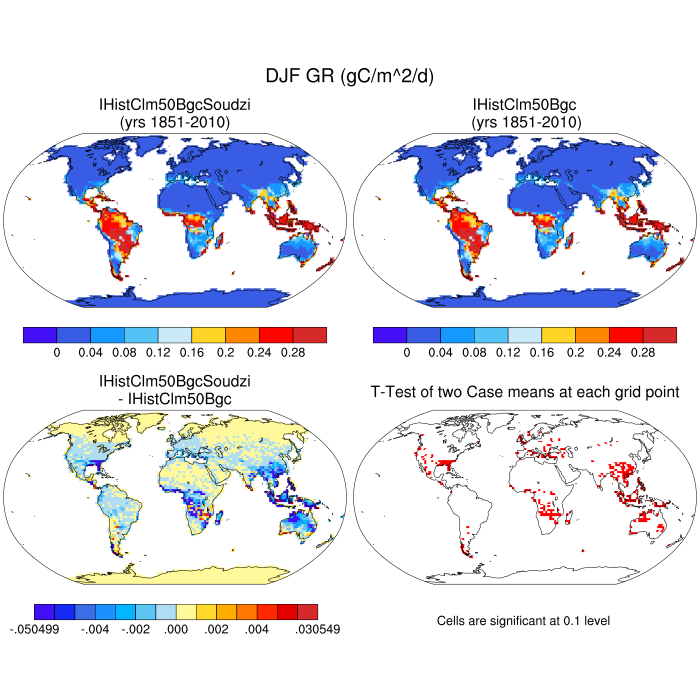 DJF GR (gC/m^2/d)
IHistClm50BgcSoudzi
(yrs 1851-2010)
IHistClm50Bgc
(yrs 1851-2010)
0 0.04 0.08 0.12 0.16 0.2 0.24 0.28
0 0.04 0.08 0.12 0.16 0.2 0.24 0.28
IHistClm50BgcSoudzi
- IHistClm50Bgc
T-Test of two Case means at each grid point
-.050499 -.004 -.002 .000 .002 .004 .030549
Cells are significant at 0.1 level